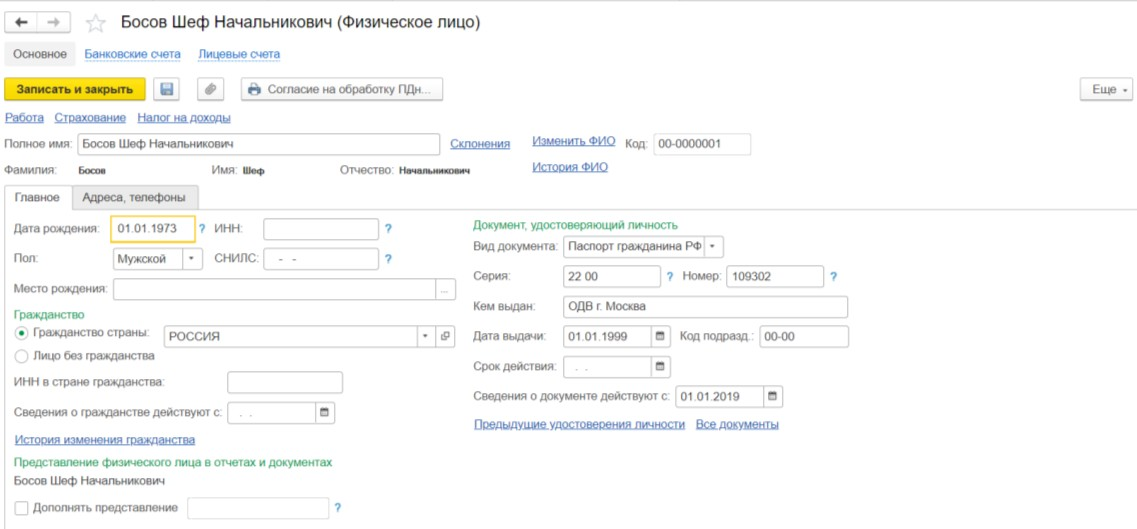 Босов Шеф Начальникович (Физическое лицо)
Основное Банковские счета Лицевые счета
Записать и закрыть Согласие на обработку ПДн... Еще
Работа Страхование Налог на доходы
Полное имя: Босов Шеф Начальникович Склонения Изменить ФИО Код: 00-0000001
Фамилия: Босов Имя: Шеф Отчество: Начальникович История ФИО
Главное Адреса, телефоны
Дата рождения: 01.01.1973 ? ИНН: ?
Пол: Мужской СНИЛС: - - ?
Место рождения: ...
Гражданство
Гражданство страны: РОССИЯ
Лицо без гражданства
ИНН в стране гражданства:
Сведения о гражданстве действуют с: . .
История изменения гражданства
Представление физического лица в отчетах и документах
Босов Шеф Начальникович
Дополнять представление ?
Документ, удостоверяющий личность
Вид документа: Паспорт гражданина РФ
Серия: 22 00 ? Номер: 109302 ?
Кем выдан: ОДВ г. Москва
Дата выдачи: 01.01.1999 Код подразд.: 00-00
Срок действия: . .
Сведения о документе действуют с: 01.01.2019
Предыдущие удостоверения личности Все документы